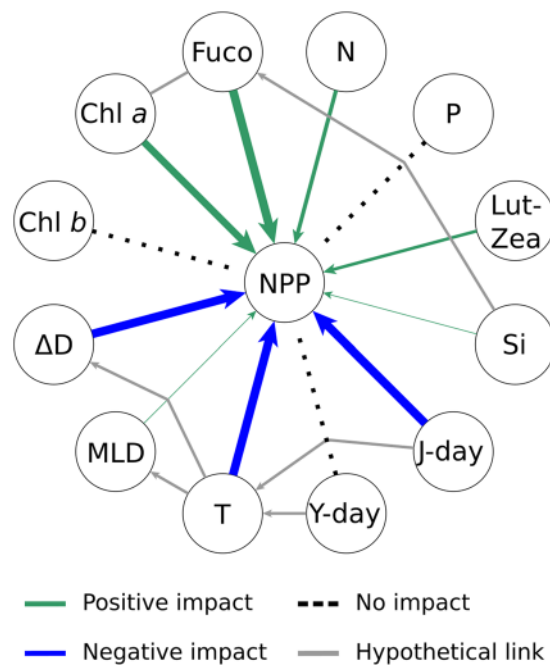 Fuco
N
Chl a
P
Chl b
Lut-
Zea
NPP
ΔD
Si
MLD
J-day
T
Y-day
Positive impact
No impact
Negative impact
Hypothetical link